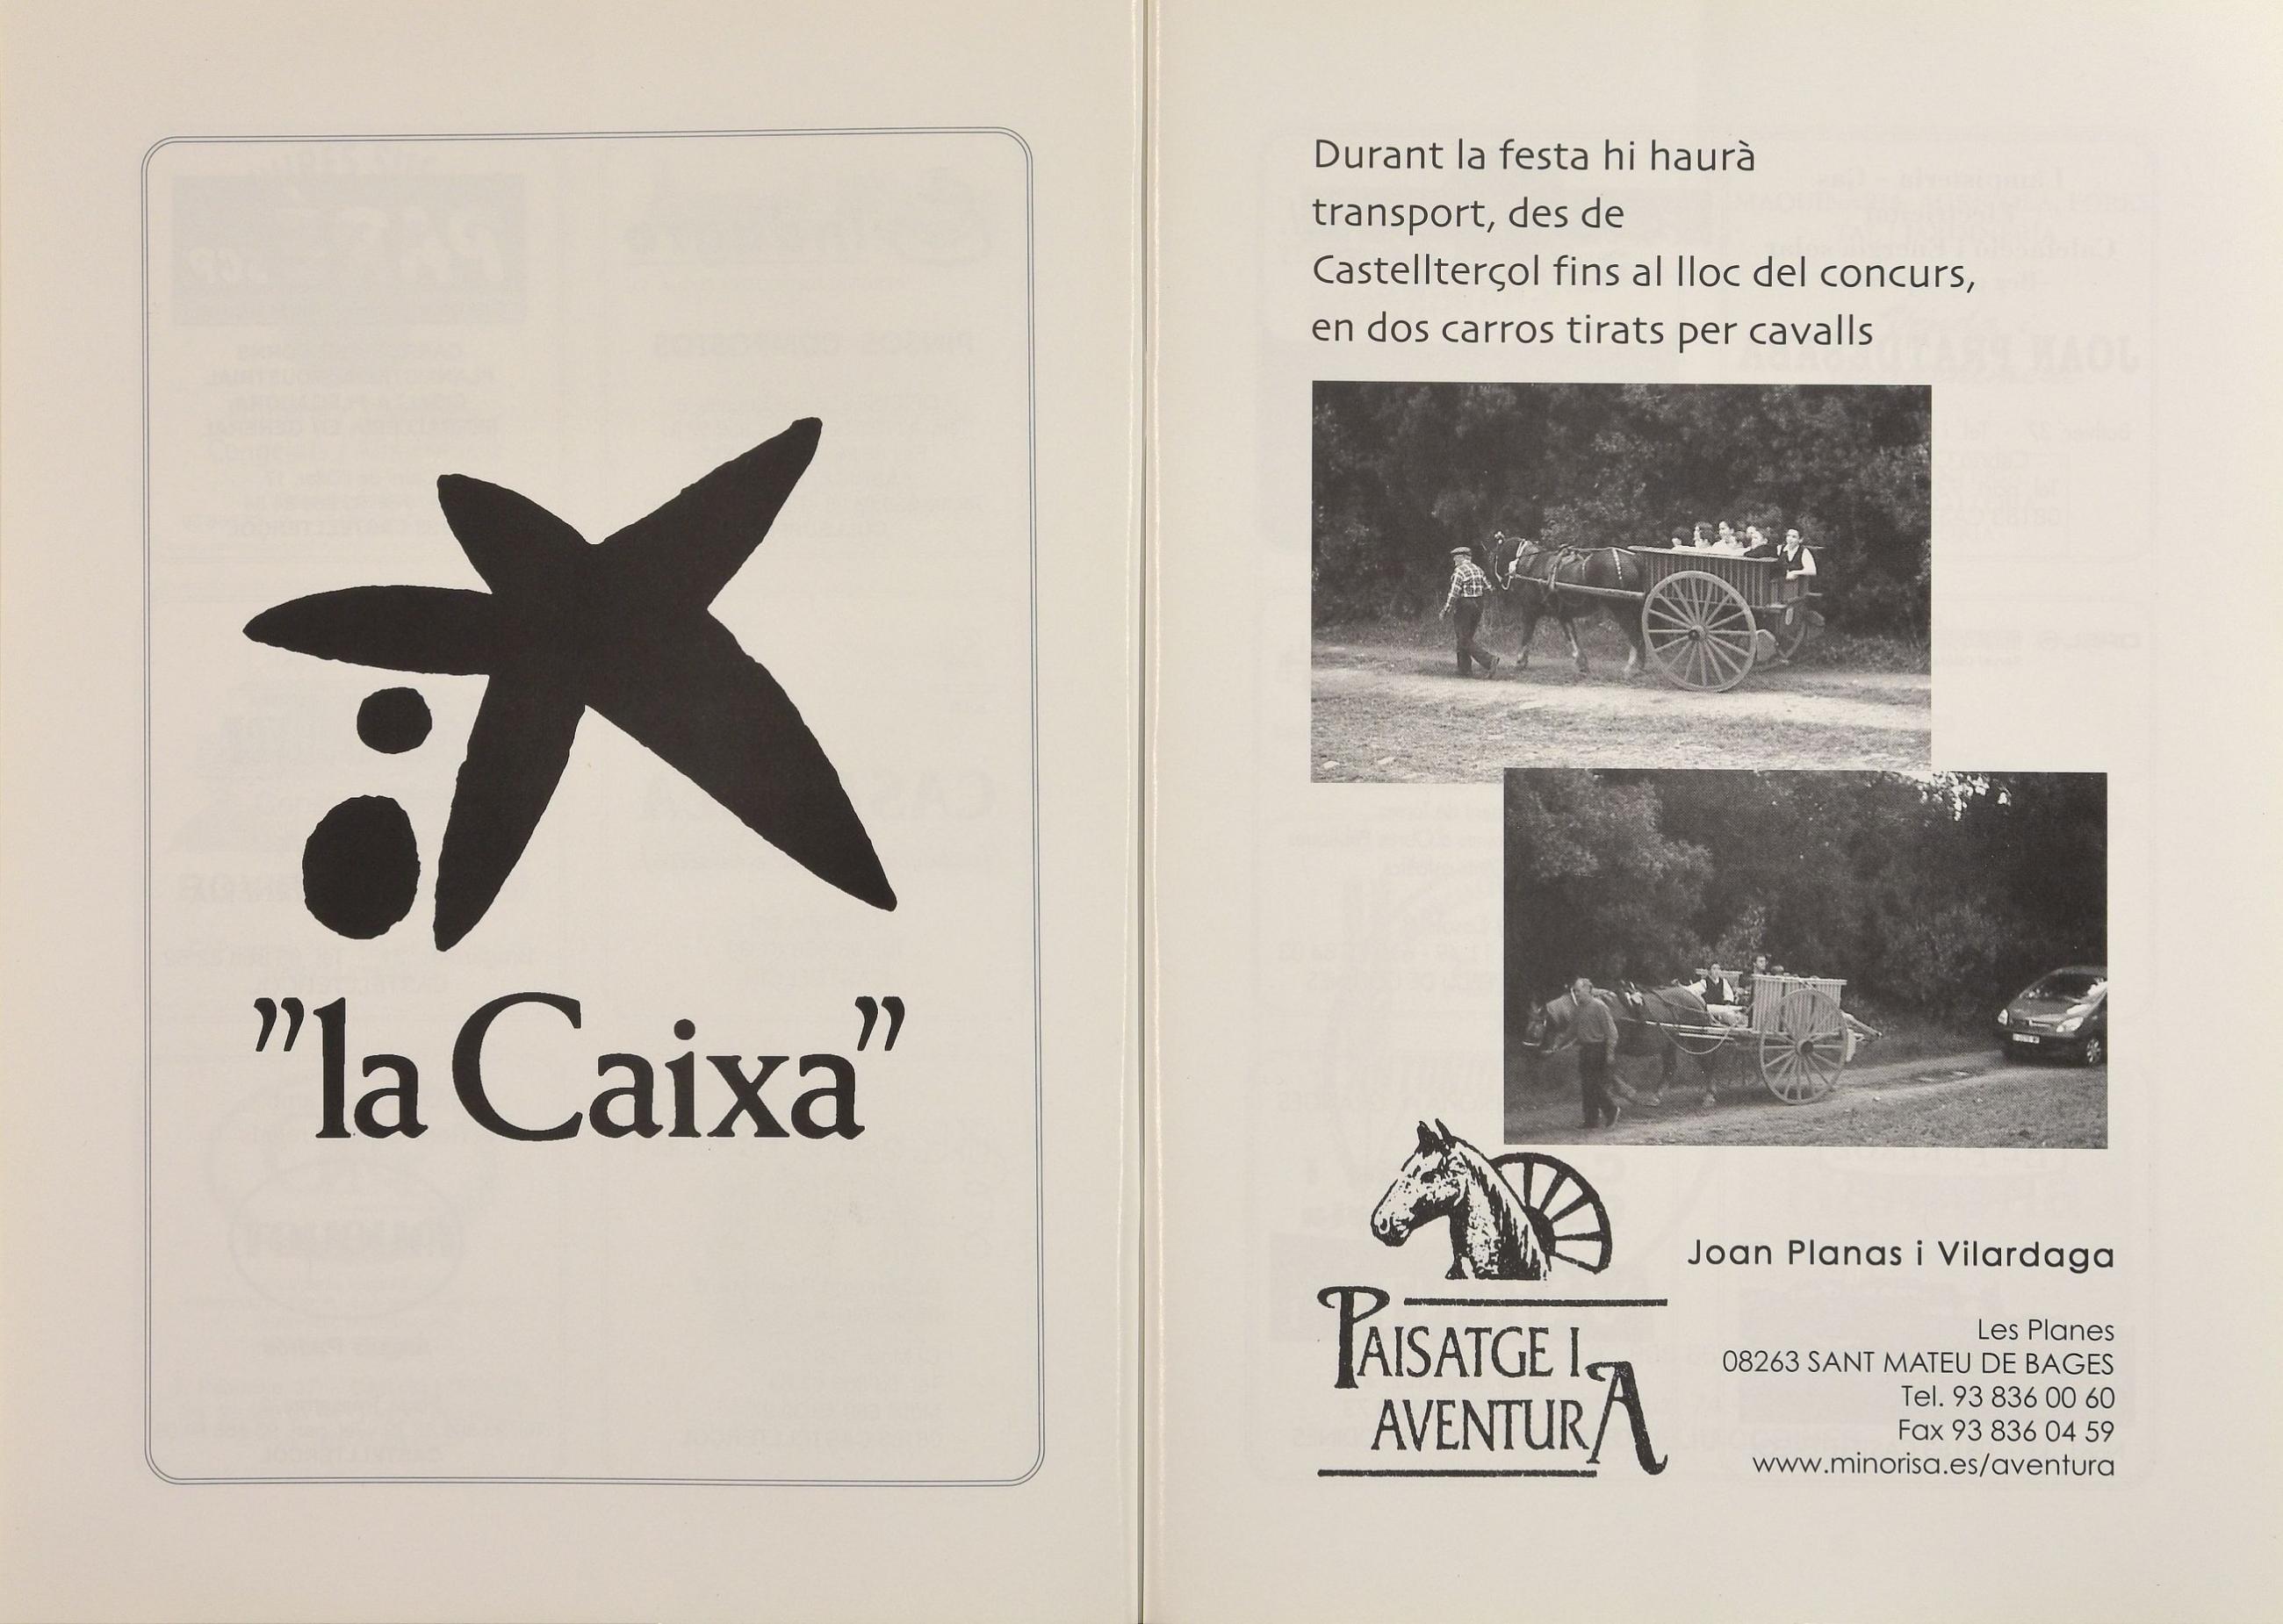 ”la Caixa”
Durant la festa hi haurà
transport, des de
Castellterçol fins al lloc del concurs,
en dos carros tirats per cavalls
PAISATGE I
AVENTURA
Joan Planas i Vilardaga
Les Planes
08263 SANT MATEU DE BAGES
Tel. 93 836 00 60
Fax 93 836 04 59
www.minorisa.es/aventura